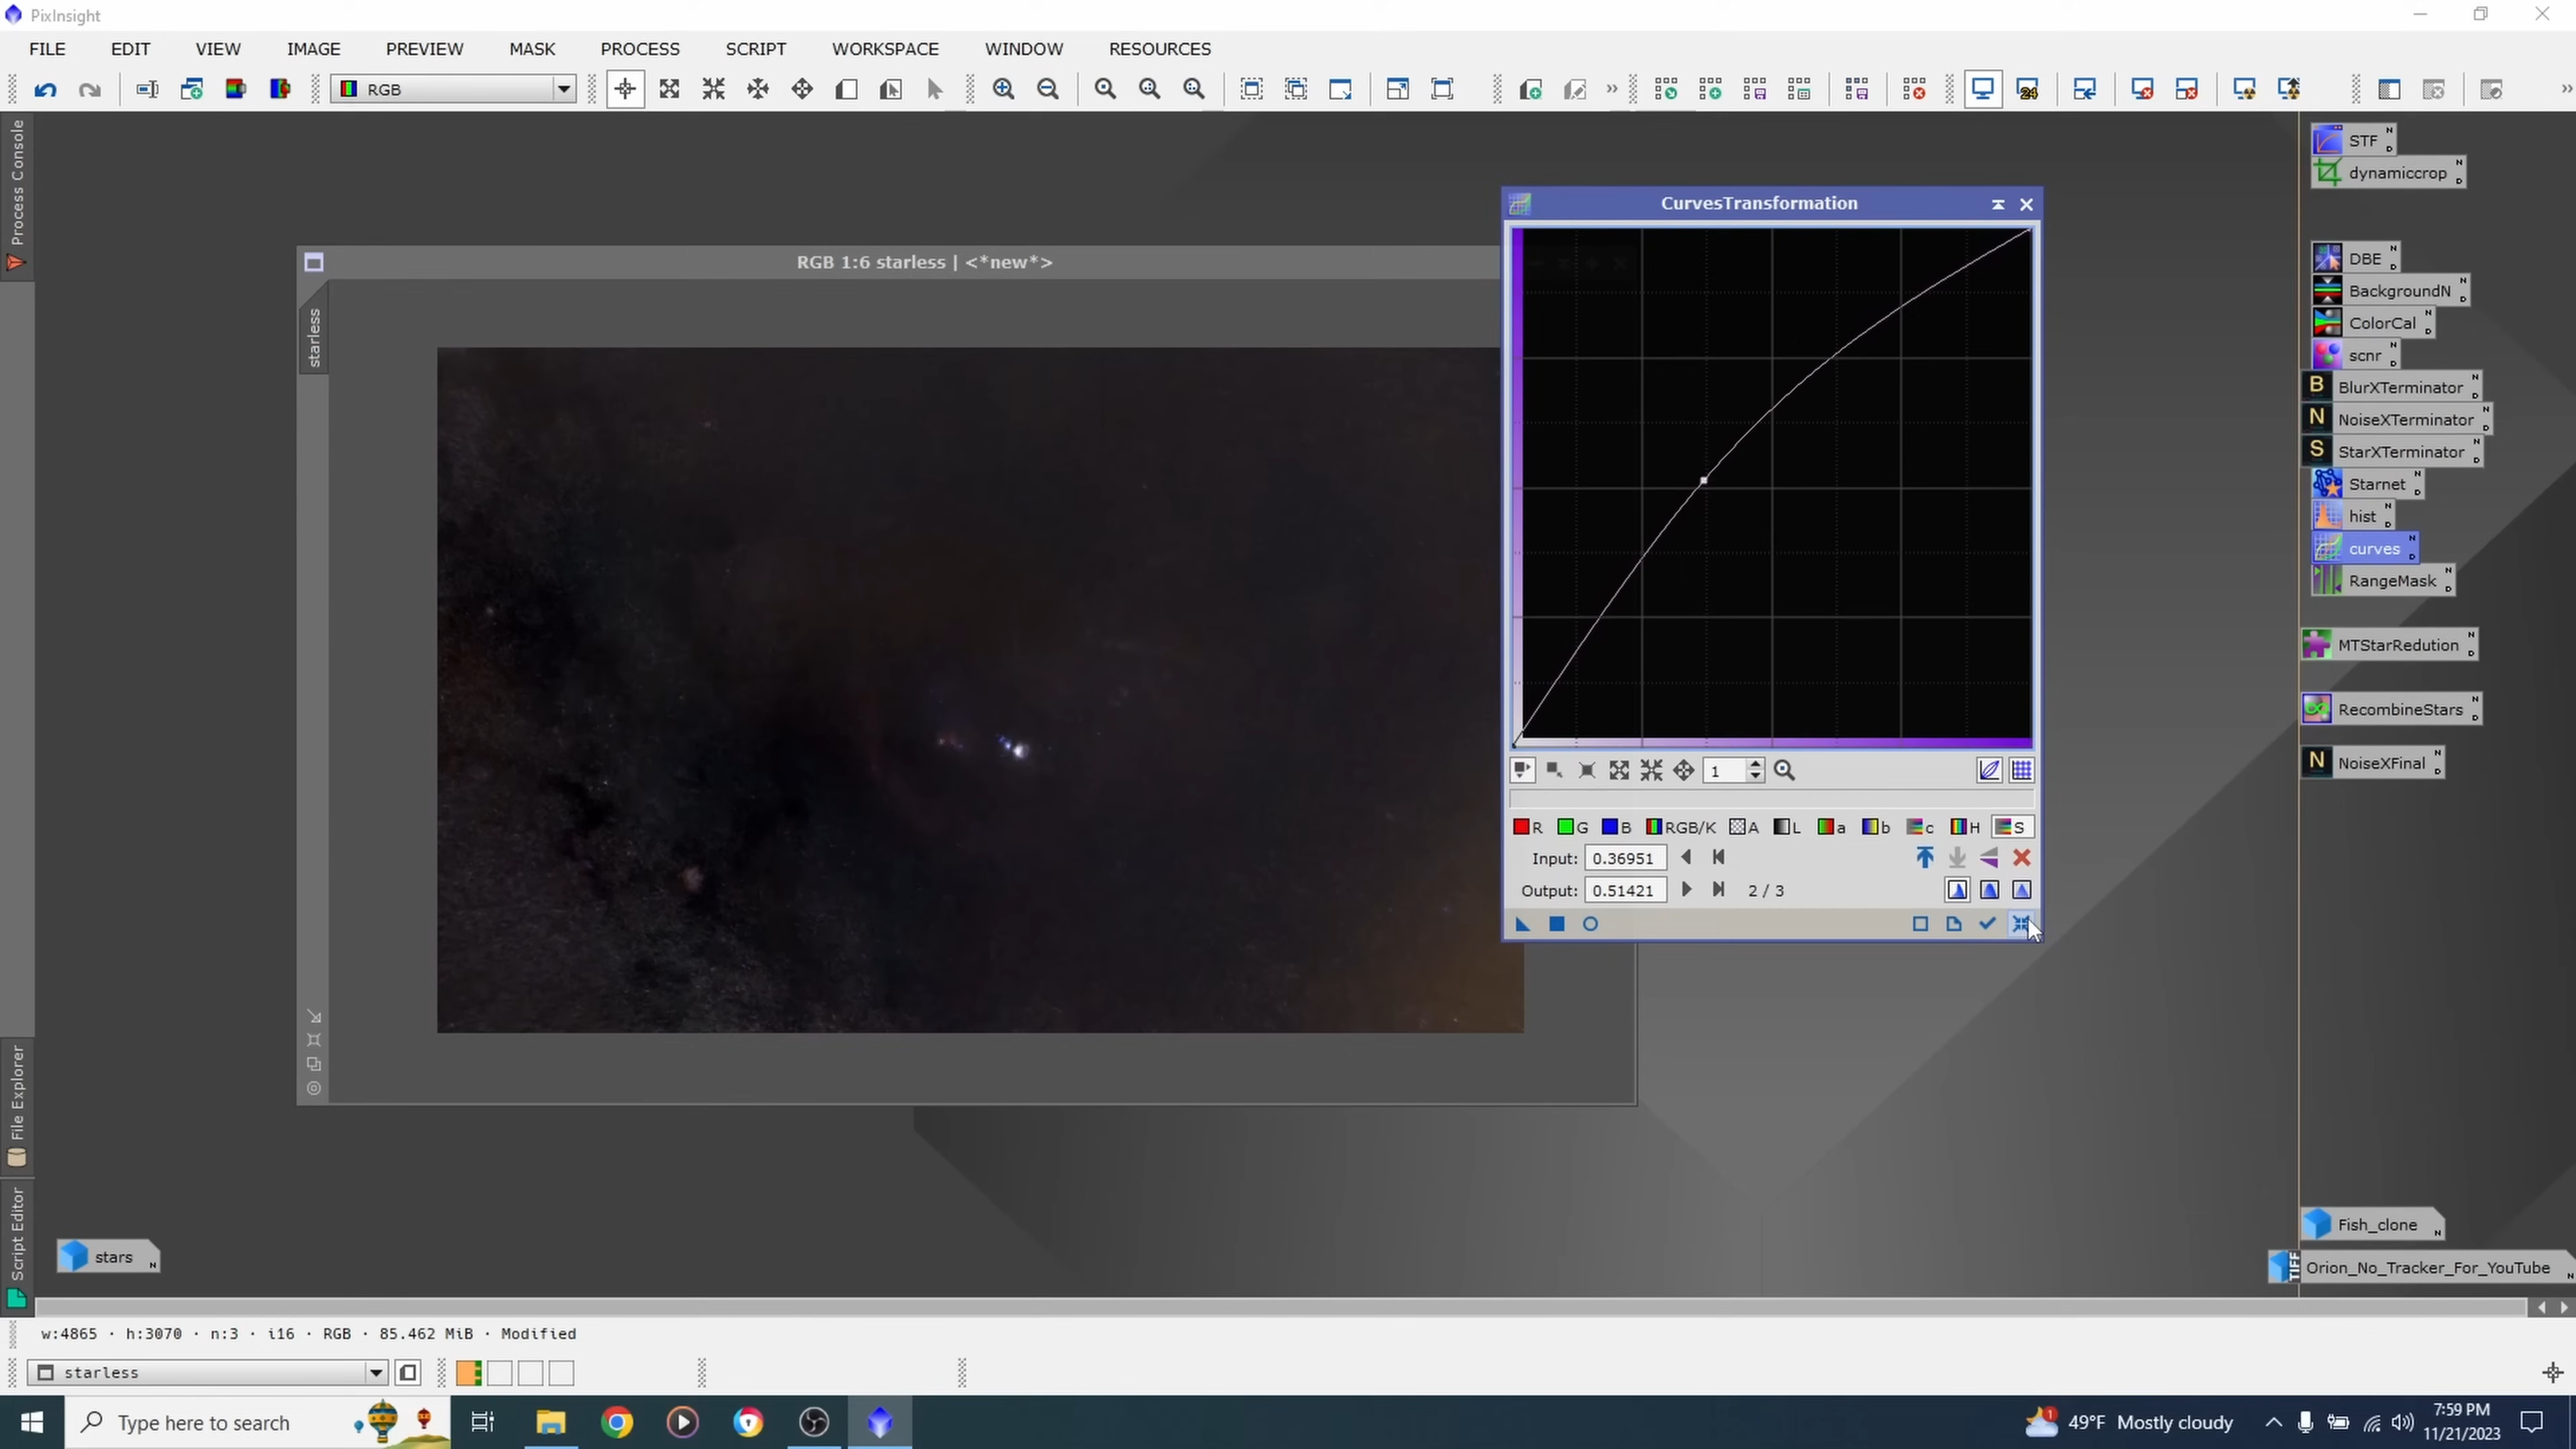 PixInsight
FILE EDIT VIEW IMAGE PREVIEW MASK PROCESS SCRIPT WORKSPACE WINDOW RESOURCES
RGB
24
Process Console
File Explorer
Script Editor
RGB 1:6 starless | <*new*>
starless
CurvesTransformation
1
R G B RGB/K A L a b c H S
Input: 0.36951
Output: 0.51421 2 / 3
STF
dynamiccrop
DBE
BackgroundN
ColorCal
scnr
B BlurXTerminator
N NoiseXTerminator
S StarXTerminator
Starnet
hist
curves
RangeMask
MTStarRedution
RecombineStars
N NoiseXFinal
Fish_clone
TIFF Orion_No_Tracker_For_YouTube
stars
w:4865 · h:3070 · n:3 · i16 · RGB · 85.462 MiB · Modified
starless
Type here to search
1 49°F Mostly cloudy
7:59 PM
11/21/2023